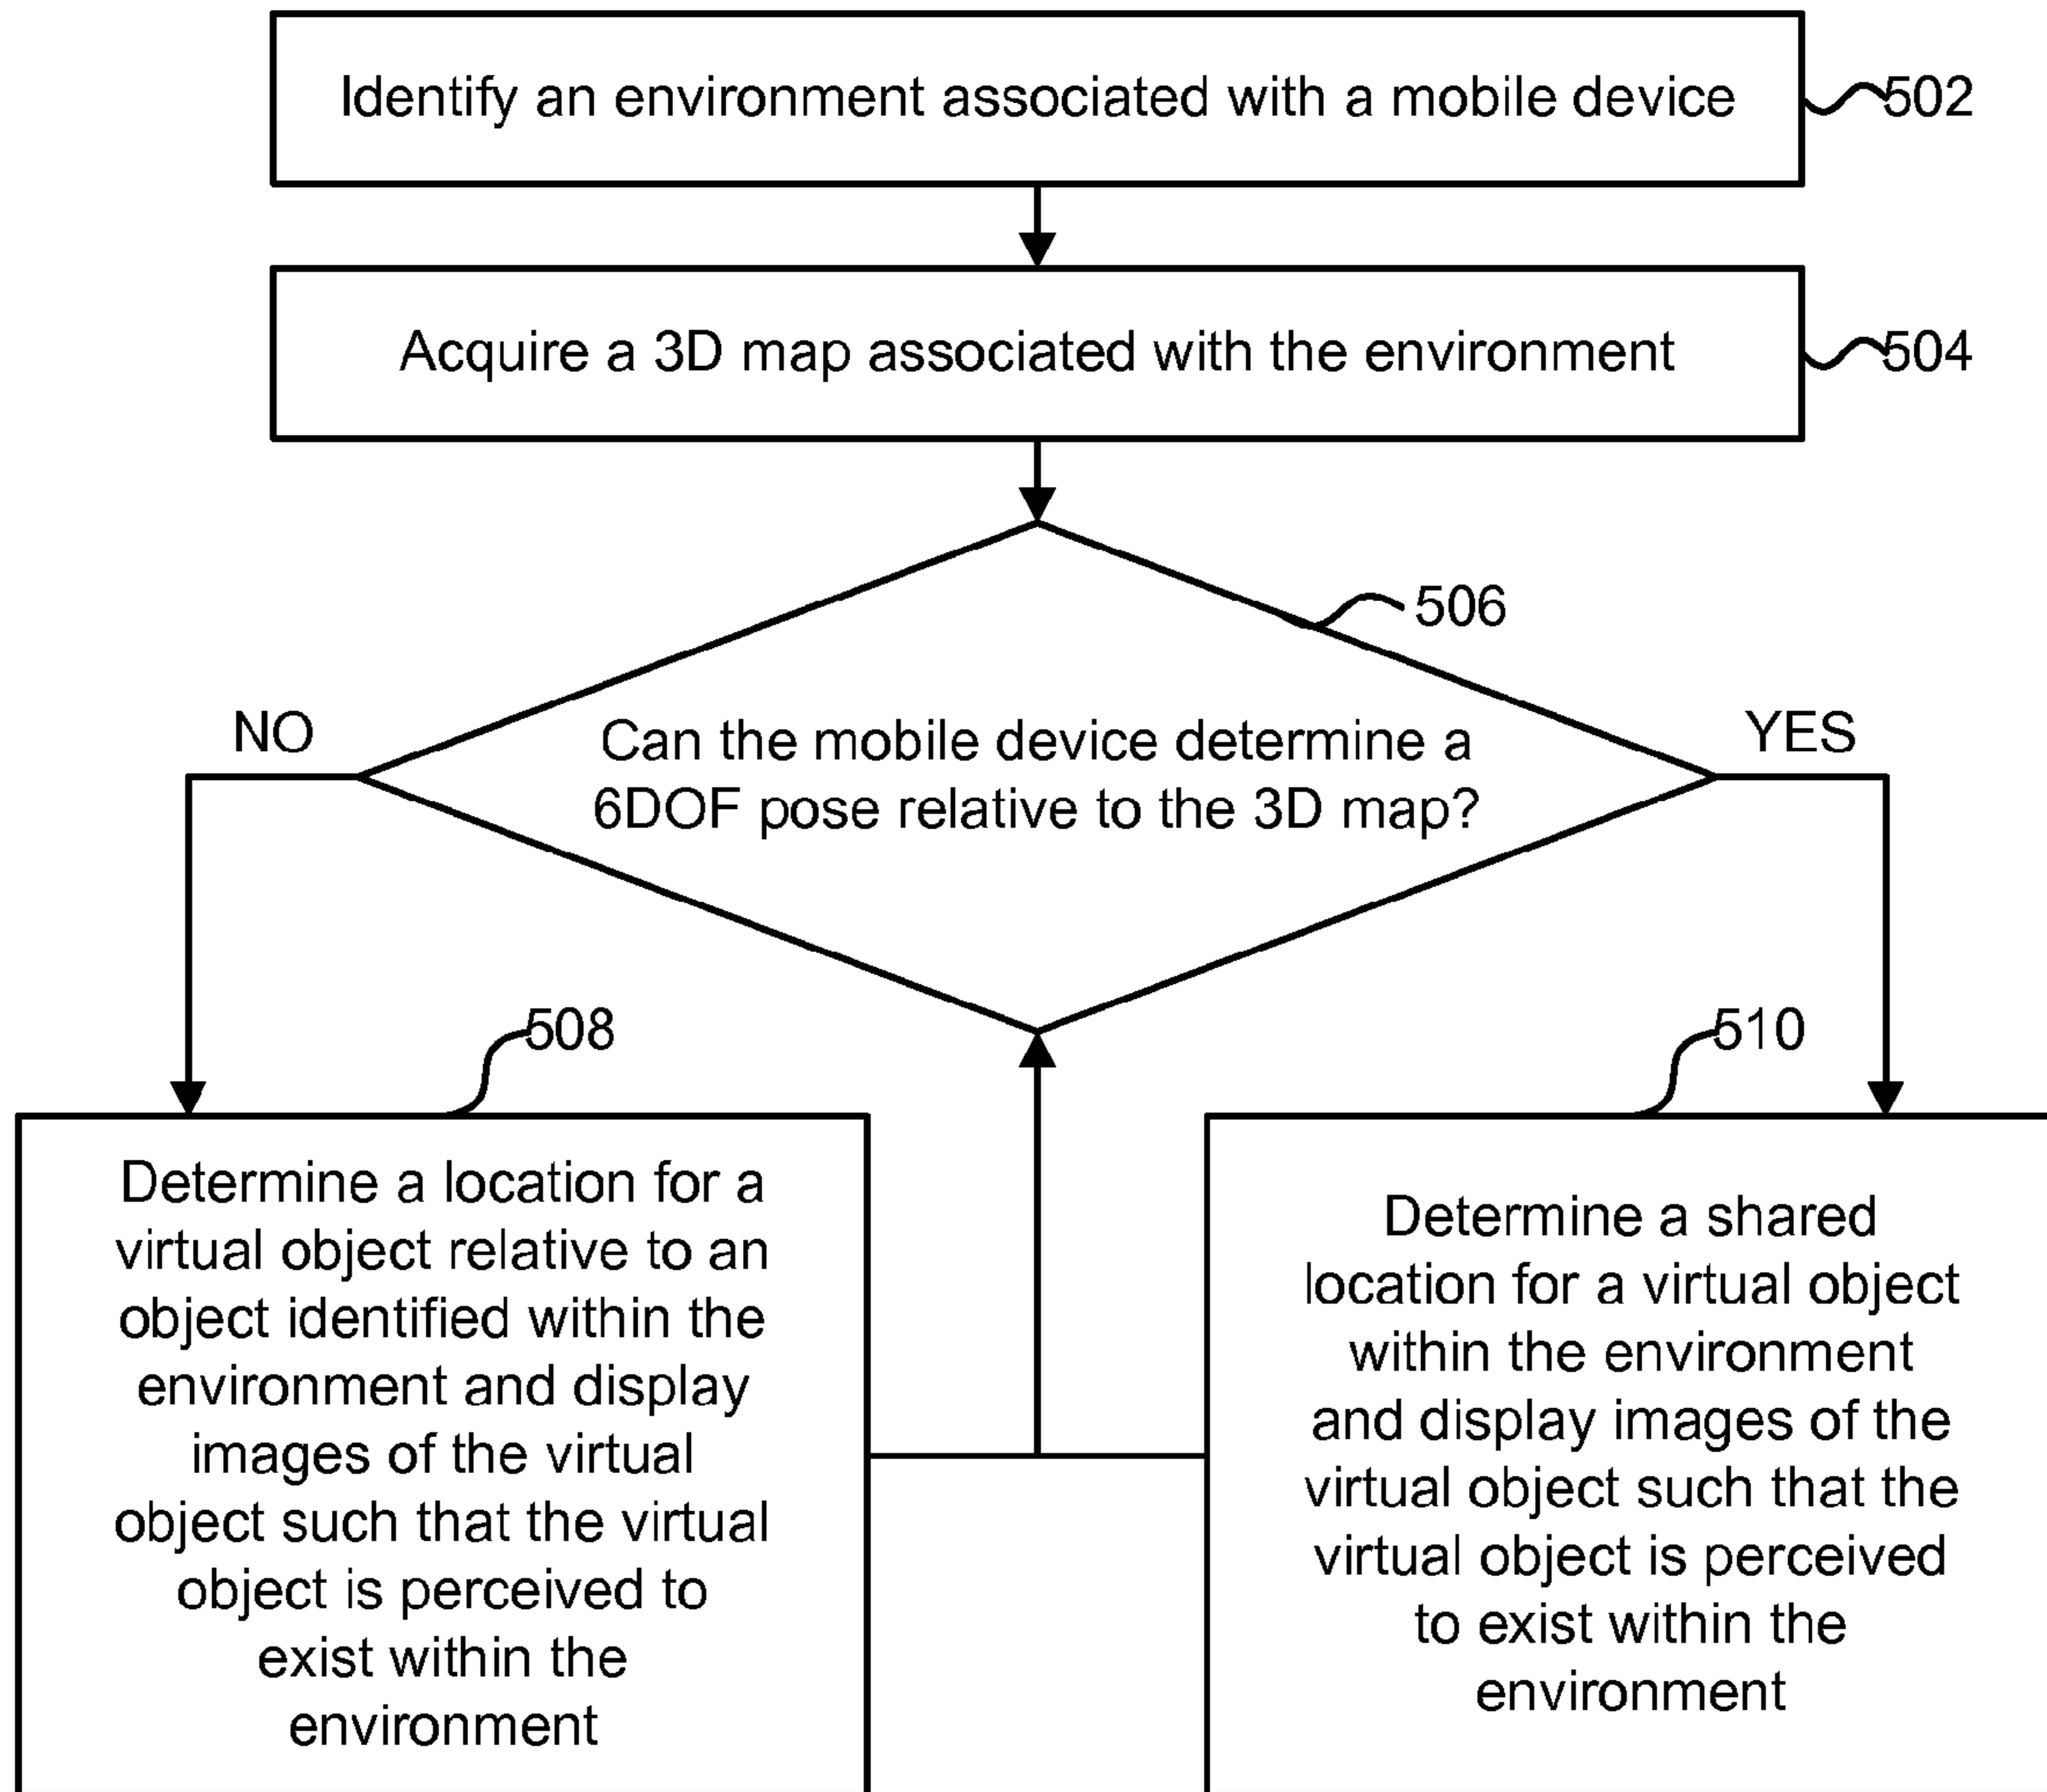 Identify an environment associated with a mobile device
502
Acquire a 3D map associated with the environment
504
506
NO
Can the mobile device determine a
6DOF pose relative to the 3D map?
YES
508
510
Determine a location for a
virtual object relative to an
object identified within the
environment and display
images of the virtual
object such that the virtual
object is perceived to
exist within the
environment
Determine a shared
location for a virtual object
within the environment
and display images of the
virtual object such that the
virtual object is perceived
to exist within the
environment